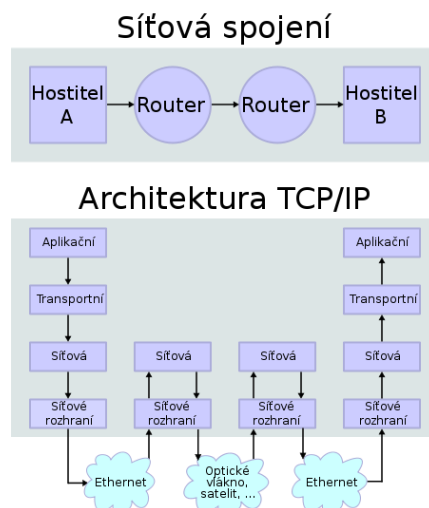 Síťová spojení
Hostitel
A
Router
Router
Hostitel
B
Architektura TCP/IP
Aplikační
Aplikační
Transportní
Transportní
Síťová
Síťová
Síťová
Síťová
Síťové
rozhraní
Síťové
rozhraní
Síťové
rozhraní
Síťové
rozhraní
Ethernet
Optické
vlákno,
satelit, ...
Ethernet